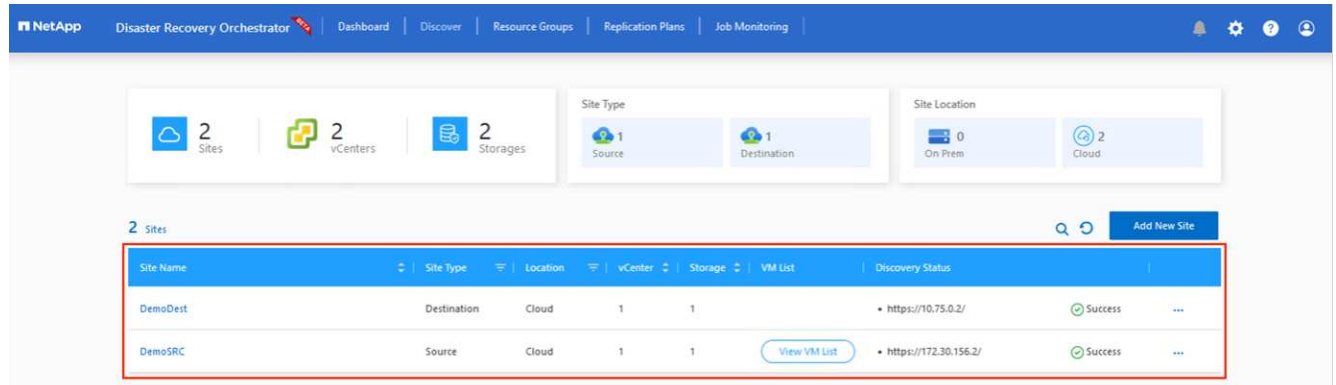 NetApp Disaster Recovery Orchestrator BETA Dashboard Discover Resource Groups Replication Plans Job Monitoring
2 Sites
2 vCenters
2 Storages
Site Type
1 Source
1 Destination
Site Location
0 On Prem
2 Cloud
2 Sites
Add New Site
Site Name Site Type Location vCenter Storage VM List Discovery Status
DemoDest Destination Cloud 1 1 • https://10.75.0.2/ Success ...
DemoSRC Source Cloud 1 1 View VM List • https://172.30.156.2/ Success ...